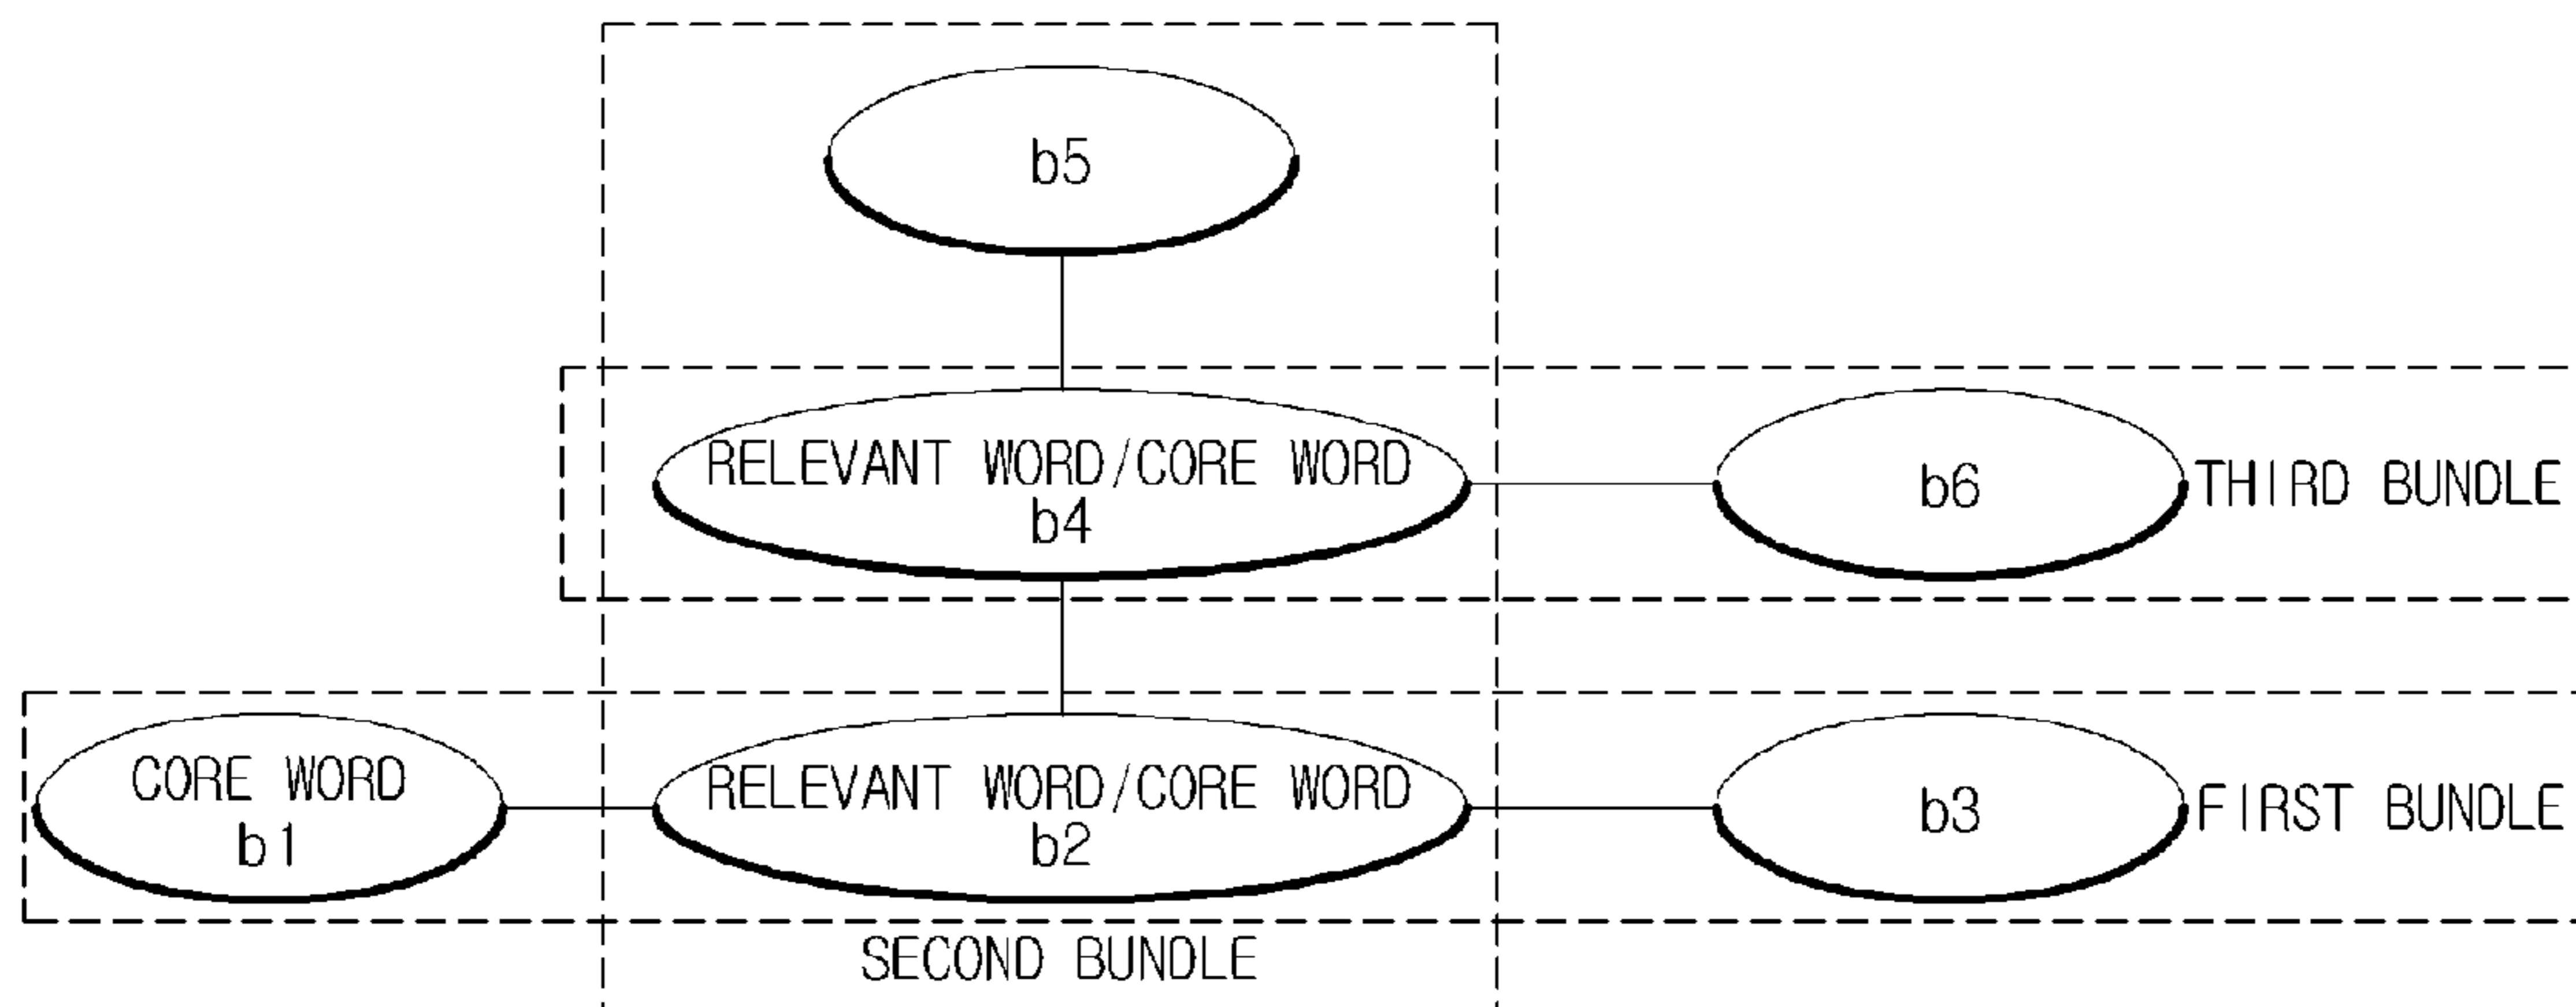 b5
RELEVANT WORD/CORE WORD
b4
b6
THIRD BUNDLE
CORE WORD
b1
RELEVANT WORD/CORE WORD
b2
b3
FIRST BUNDLE
SECOND BUNDLE